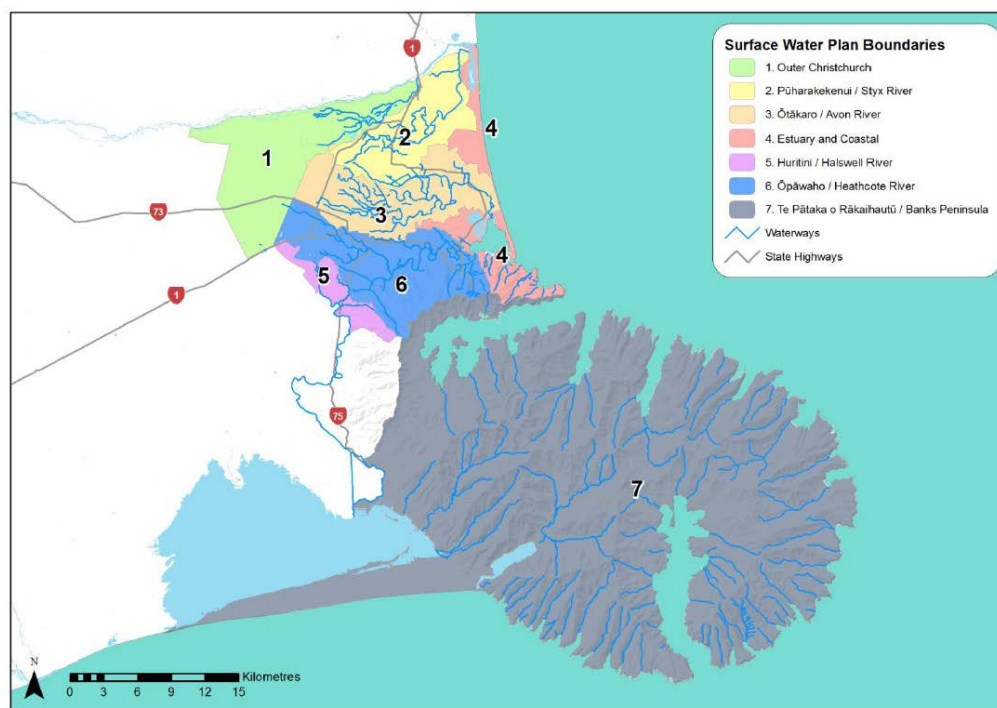 Surface Water Plan Boundaries
1. Outer Christchurch
2. Pūharakekenui / Styx River
3. Ōtākaro / Avon River
4. Estuary and Coastal
5. Huritini / Halswell River
6. Ōpāwaho / Heathcote River
7. Te Pātaka o Rākaihautū / Banks Peninsula
Waterways
State Highways
1
2
4
1
73
3
4
5
6
1
75
7
N
Kilometres
0 3 6 9 12 15